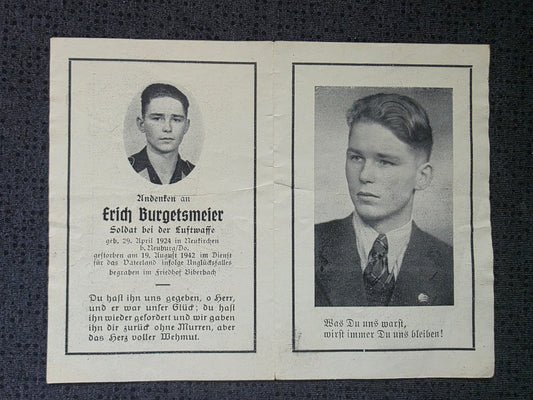 Andenken an
Erich Burgetsmeier
Soldat bei der Luftwaffe
geb. 29. April 1924 in Neukirchen
b. Neuburg/Do.
gestorben am 19. August 1942 im Dienst
für das Vaterland infolge Unglücksfalles
begraben im Friedhof Biberbach
Du hast ihn uns gegeben, o Herr,
und er war unser Glück; du hast
ihn wieder gefordert und wir gaben
ihn dir zurück ohne Murren, aber
das Herz voller Wehmut.
Was Du uns warst,
wirst immer Du uns bleiben!